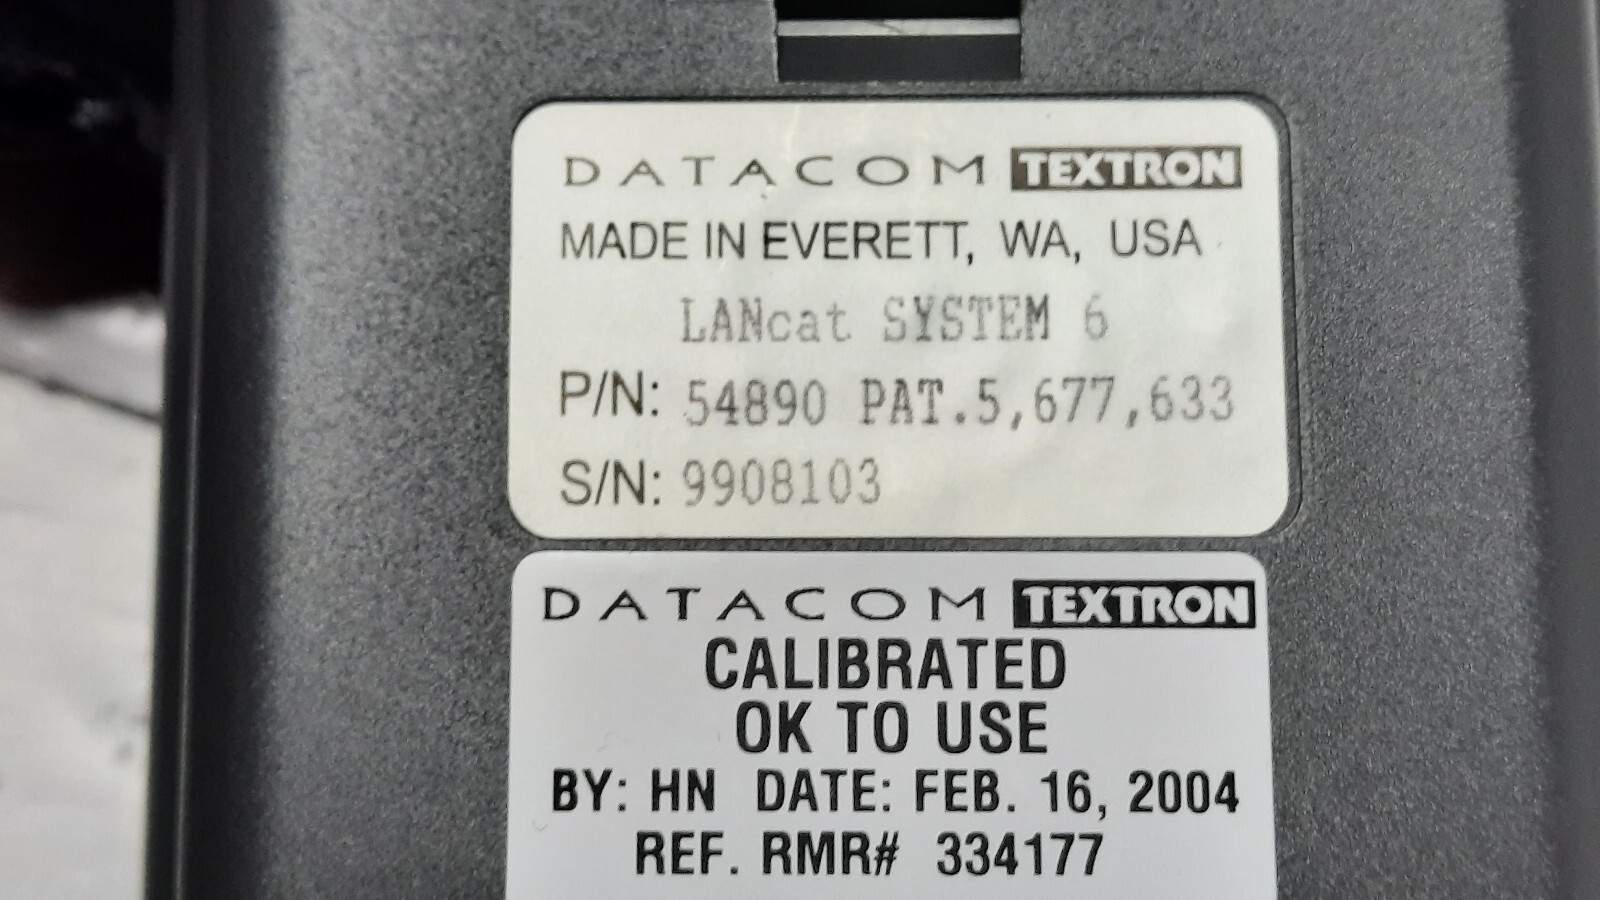 DATACOM TEXTRON
MADE IN EVERETT, WA, USA
LANcat SYSTEM 6
P/N: 54890 PAT.5,677,633
S/N: 9908103
DATACOM TEXTRON
CALIBRATED
OK TO USE
BY: HN DATE: FEB. 16, 2004
REF. RMR# 334177